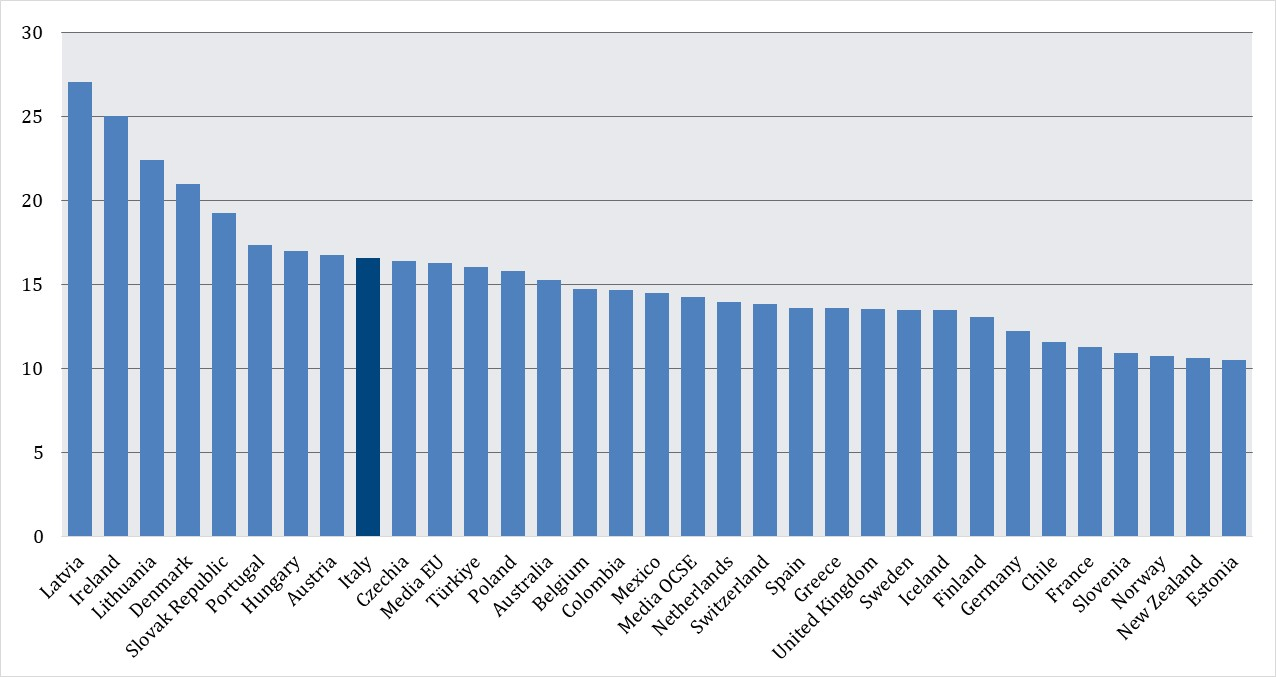 30
25
20
15
10
5
0
Latvia
Ireland
Lithuania
Denmark
Slovak Republic
Portugal
Hungary
Austria
Italy
Czechia
Media EU
Türkiye
Poland
Australia
Belgium
Colombia
Mexico
Media OCSE
Netherlands
Switzerland
Spain
Greece
United Kingdom
Sweden
Iceland
Finland
Germany
Chile
France
Slovenia
Norway
New Zealand
Estonia